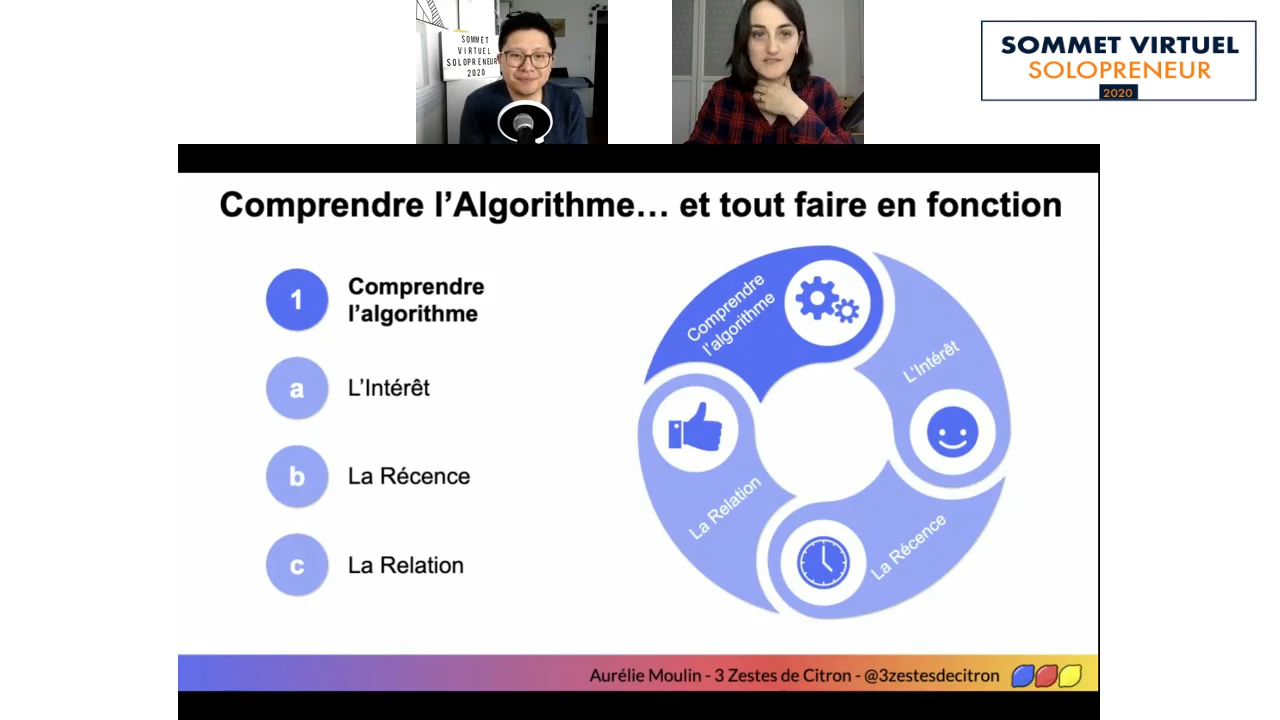 SOMMET
VIRTUEL
SOLOPRENEUR
2020
SOMMET VIRTUEL
SOLOPRENEUR
2020
Comprendre l’Algorithme… et tout faire en fonction
1
Comprendre
l’algorithme
a
L’Intérêt
b
La Récence
c
La Relation
Comprendre
l’algorithme
L’Intérêt
La Récence
La Relation
Aurélie Moulin - 3 Zestes de Citron - @3zestesdecitron